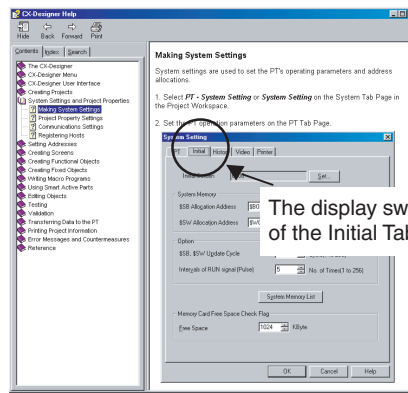 CX-Designer Help
Hide Back Forward Print
Contents Index Search
The CX-Designer
CX-Designer Menu
CX-Designer User Interface
Creating Projects
System Settings and Project Properties
Making System Settings
Project Property Settings
Communications Settings
Registering Hosts
Setting Addresses
Creating Screens
Creating Functional Objects
Creating Fixed Objects
Writing Macro Programs
Using Smart Active Parts
Editing Objects
Testing
Validation
Transferring Data to the PT
Printing Project Information
Error Messages and Countermeasures
Reference
Making System Settings
System settings are used to set the PT's operating parameters and address
allocations.
1. Select PT - System Setting or System Setting on the System Tab Page in
the Project Workspace.
2. Set the PT operation parameters on the PT Tab Page.
System Setting
PT Initial History Video Printer
Initial Screen Set...
System Memory
$SB Allocation Address $B0
$SW Allocation Address $W0
The display sw
of the Initial Tab
Option
$SB, $SW Update Cycle
Intervals of RUN signal (Pulse) 5 No. of Times(1 to 256)
System Memory List
Memory Card Free Space Check Flag
Free Space 1024 KByte
OK Cancel Help